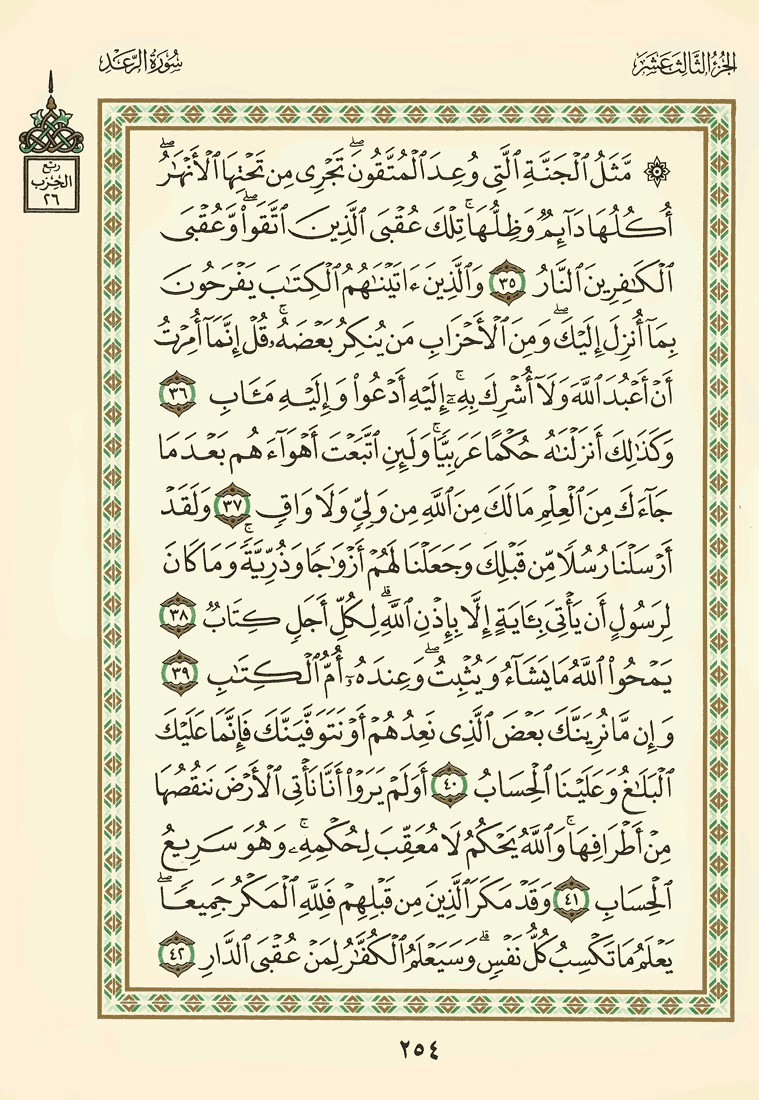 الجزء الثالث عشر
سورة الرعد
ربع
الحزب
٢٦
۞ مَّثَلُ ٱلْجَنَّةِ ٱلَّتِى وُعِدَ ٱلْمُتَّقُونَ ۖ تَجْرِى مِن تَحْتِهَا ٱلْأَنْهَـٰرُ ۖ
أُكُلُهَا دَآئِمٌ وَظِلُّهَا ۚ تِلْكَ عُقْبَى ٱلَّذِينَ ٱتَّقَوا۟ ۖ وَّعُقْبَى
ٱلْكَـٰفِرِينَ ٱلنَّارُ ٣٥ وَٱلَّذِينَ ءَاتَيْنَـٰهُمُ ٱلْكِتَـٰبَ يَفْرَحُونَ
بِمَآ أُنزِلَ إِلَيْكَ ۖ وَمِنَ ٱلْأَحْزَابِ مَن يُنكِرُ بَعْضَهُۥ ۚ قُلْ إِنَّمَآ أُمِرْتُ
أَنْ أَعْبُدَ ٱللَّهَ وَلَآ أُشْرِكَ بِهِۦٓ ۚ إِلَيْهِ أَدْعُوا۟ وَإِلَيْهِ مَـَٔابِ ٣٦
وَكَذَٰلِكَ أَنزَلْنَـٰهُ حُكْمًا عَرَبِيًّا ۚ وَلَئِنِ ٱتَّبَعْتَ أَهْوَآءَهُم بَعْدَ مَا
جَآءَكَ مِنَ ٱلْعِلْمِ مَا لَكَ مِنَ ٱللَّهِ مِن وَلِىٍّ وَلَا وَاقٍ ٣٧ وَلَقَدْ
أَرْسَلْنَا رُسُلًا مِّن قَبْلِكَ وَجَعَلْنَا لَهُمْ أَزْوَٰجًا وَذُرِّيَّةً ۚ وَمَا كَانَ
لِرَسُولٍ أَن يَأْتِىَ بِـَٔايَةٍ إِلَّا بِإِذْنِ ٱللَّهِ ۗ لِكُلِّ أَجَلٍ كِتَابٌ ٣٨
يَمْحُوا۟ ٱللَّهُ مَا يَشَآءُ وَيُثْبِتُ ۖ وَعِندَهُۥٓ أُمُّ ٱلْكِتَـٰبِ ٣٩
وَإِن مَّا نُرِيَنَّكَ بَعْضَ ٱلَّذِى نَعِدُهُمْ أَوْ نَتَوَفَّيَنَّكَ فَإِنَّمَا عَلَيْكَ
ٱلْبَلَـٰغُ وَعَلَيْنَا ٱلْحِسَابُ ٤٠ أَوَلَمْ يَرَوْا۟ أَنَّا نَأْتِى ٱلْأَرْضَ نَنقُصُهَا
مِنْ أَطْرَافِهَا ۚ وَٱللَّهُ يَحْكُمُ لَا مُعَقِّبَ لِحُكْمِهِۦ ۚ وَهُوَ سَرِيعُ
ٱلْحِسَابِ ٤١ وَقَدْ مَكَرَ ٱلَّذِينَ مِن قَبْلِهِمْ فَلِلَّهِ ٱلْمَكْرُ جَمِيعًا ۖ
يَعْلَمُ مَا تَكْسِبُ كُلُّ نَفْسٍ ۗ وَسَيَعْلَمُ ٱلْكُفَّـٰرُ لِمَنْ عُقْبَى ٱلدَّارِ ٤٢
٢٥٤